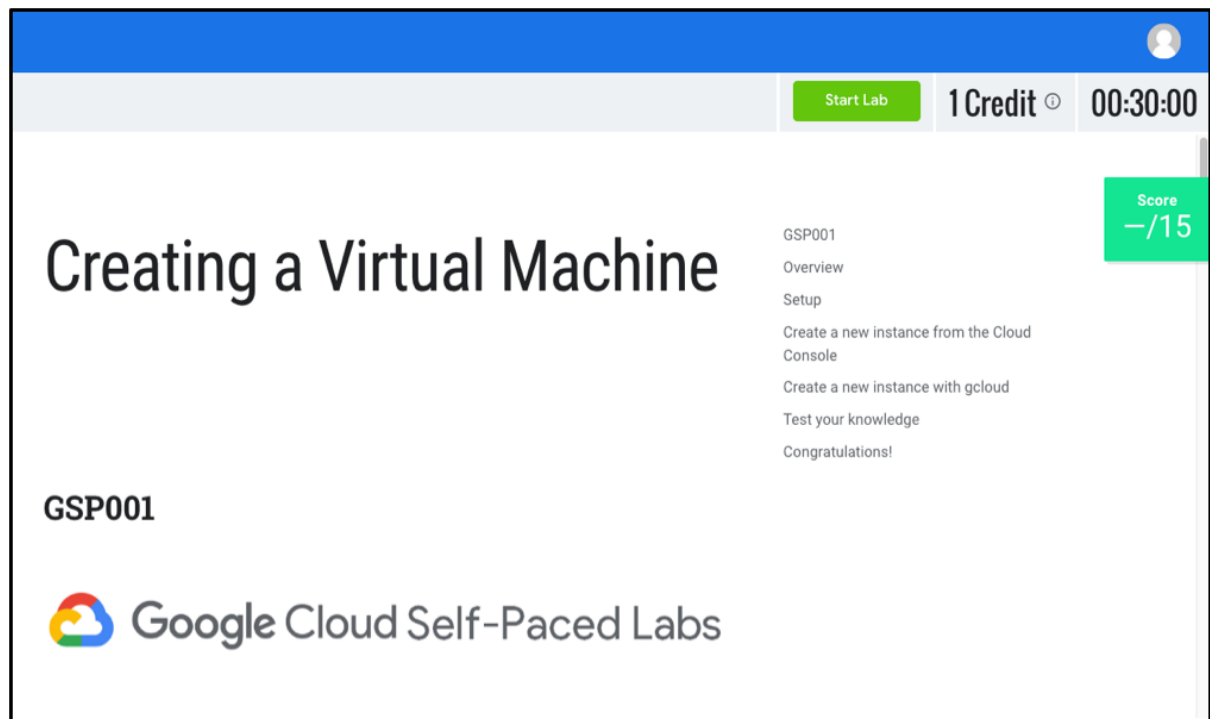 Start Lab
1 Credit
00:30:00
Score
—/15
Creating a Virtual Machine
GSP001
Overview
Setup
Create a new instance from the Cloud
Console
Create a new instance with gcloud
Test your knowledge
Congratulations!
GSP001
Google Cloud Self-Paced Labs